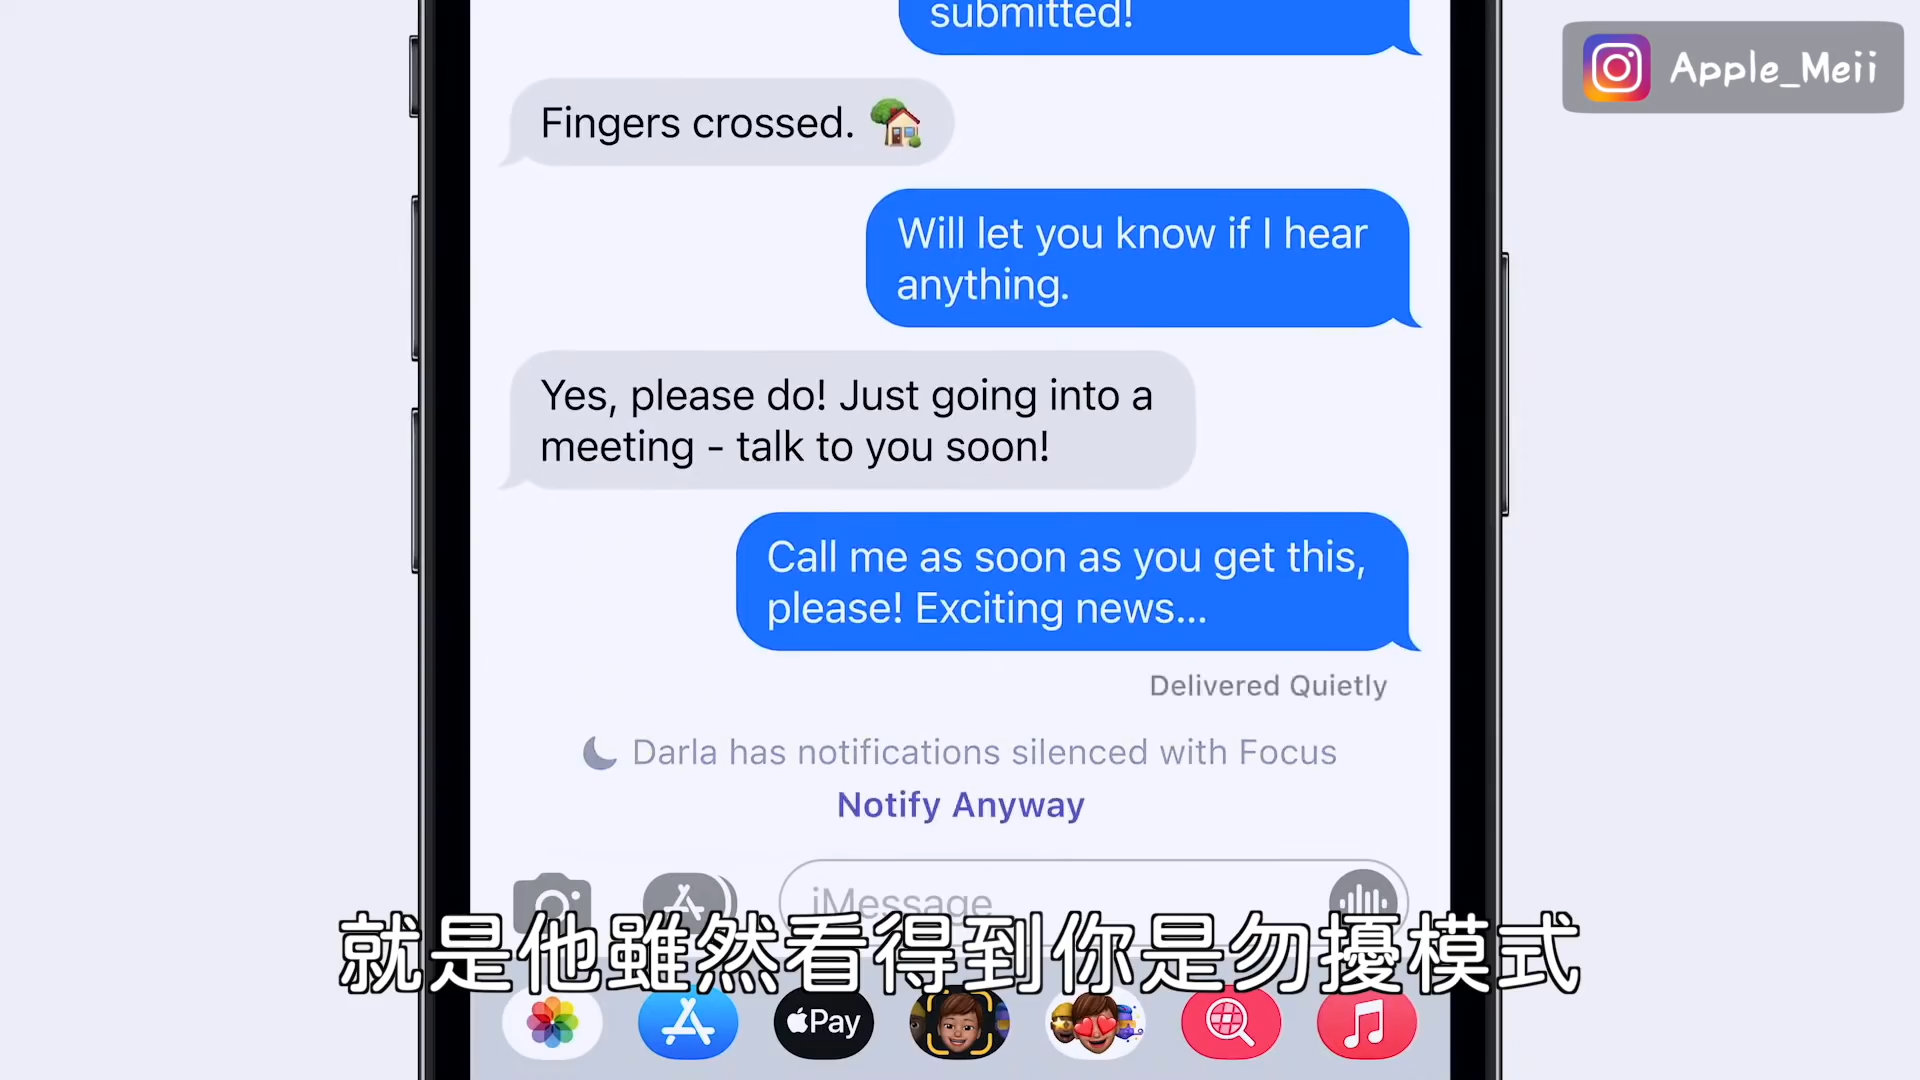 submitted!
Apple_Meii
Fingers crossed.
Will let you know if I hear
anything.
Yes, please do! Just going into a
meeting - talk to you soon!
Call me as soon as you get this,
please! Exciting news...
Delivered Quietly
Darla has notifications silenced with Focus
Notify Anyway
iMessage
就是他雖然看得到你是勿擾模式
Pay